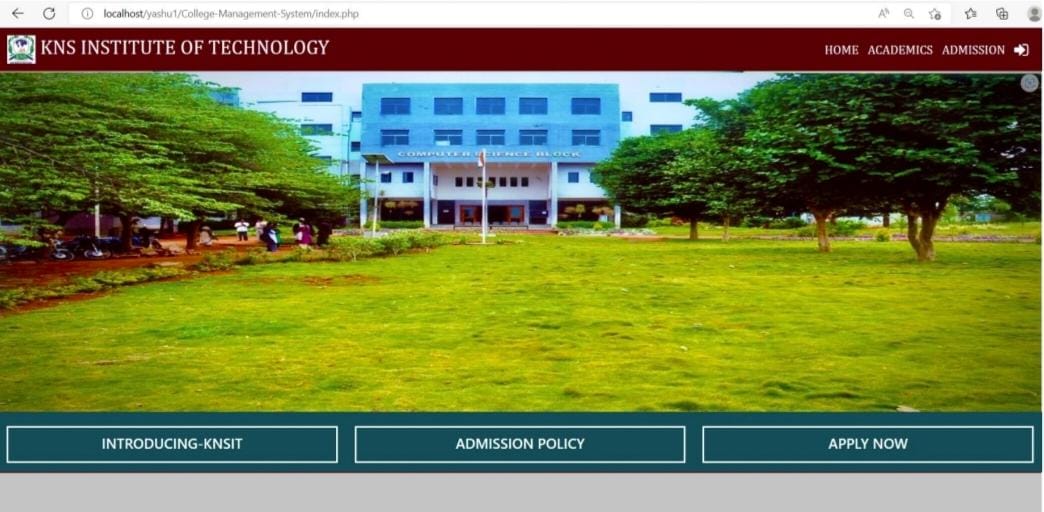 localhost/yashu1/College-Management-System/index.php
KNS INSTITUTE OF TECHNOLOGY
HOME ACADEMICS ADMISSION
COMPUTER SCIENCE BLOCK
INTRODUCING-KNSIT
ADMISSION POLICY
APPLY NOW